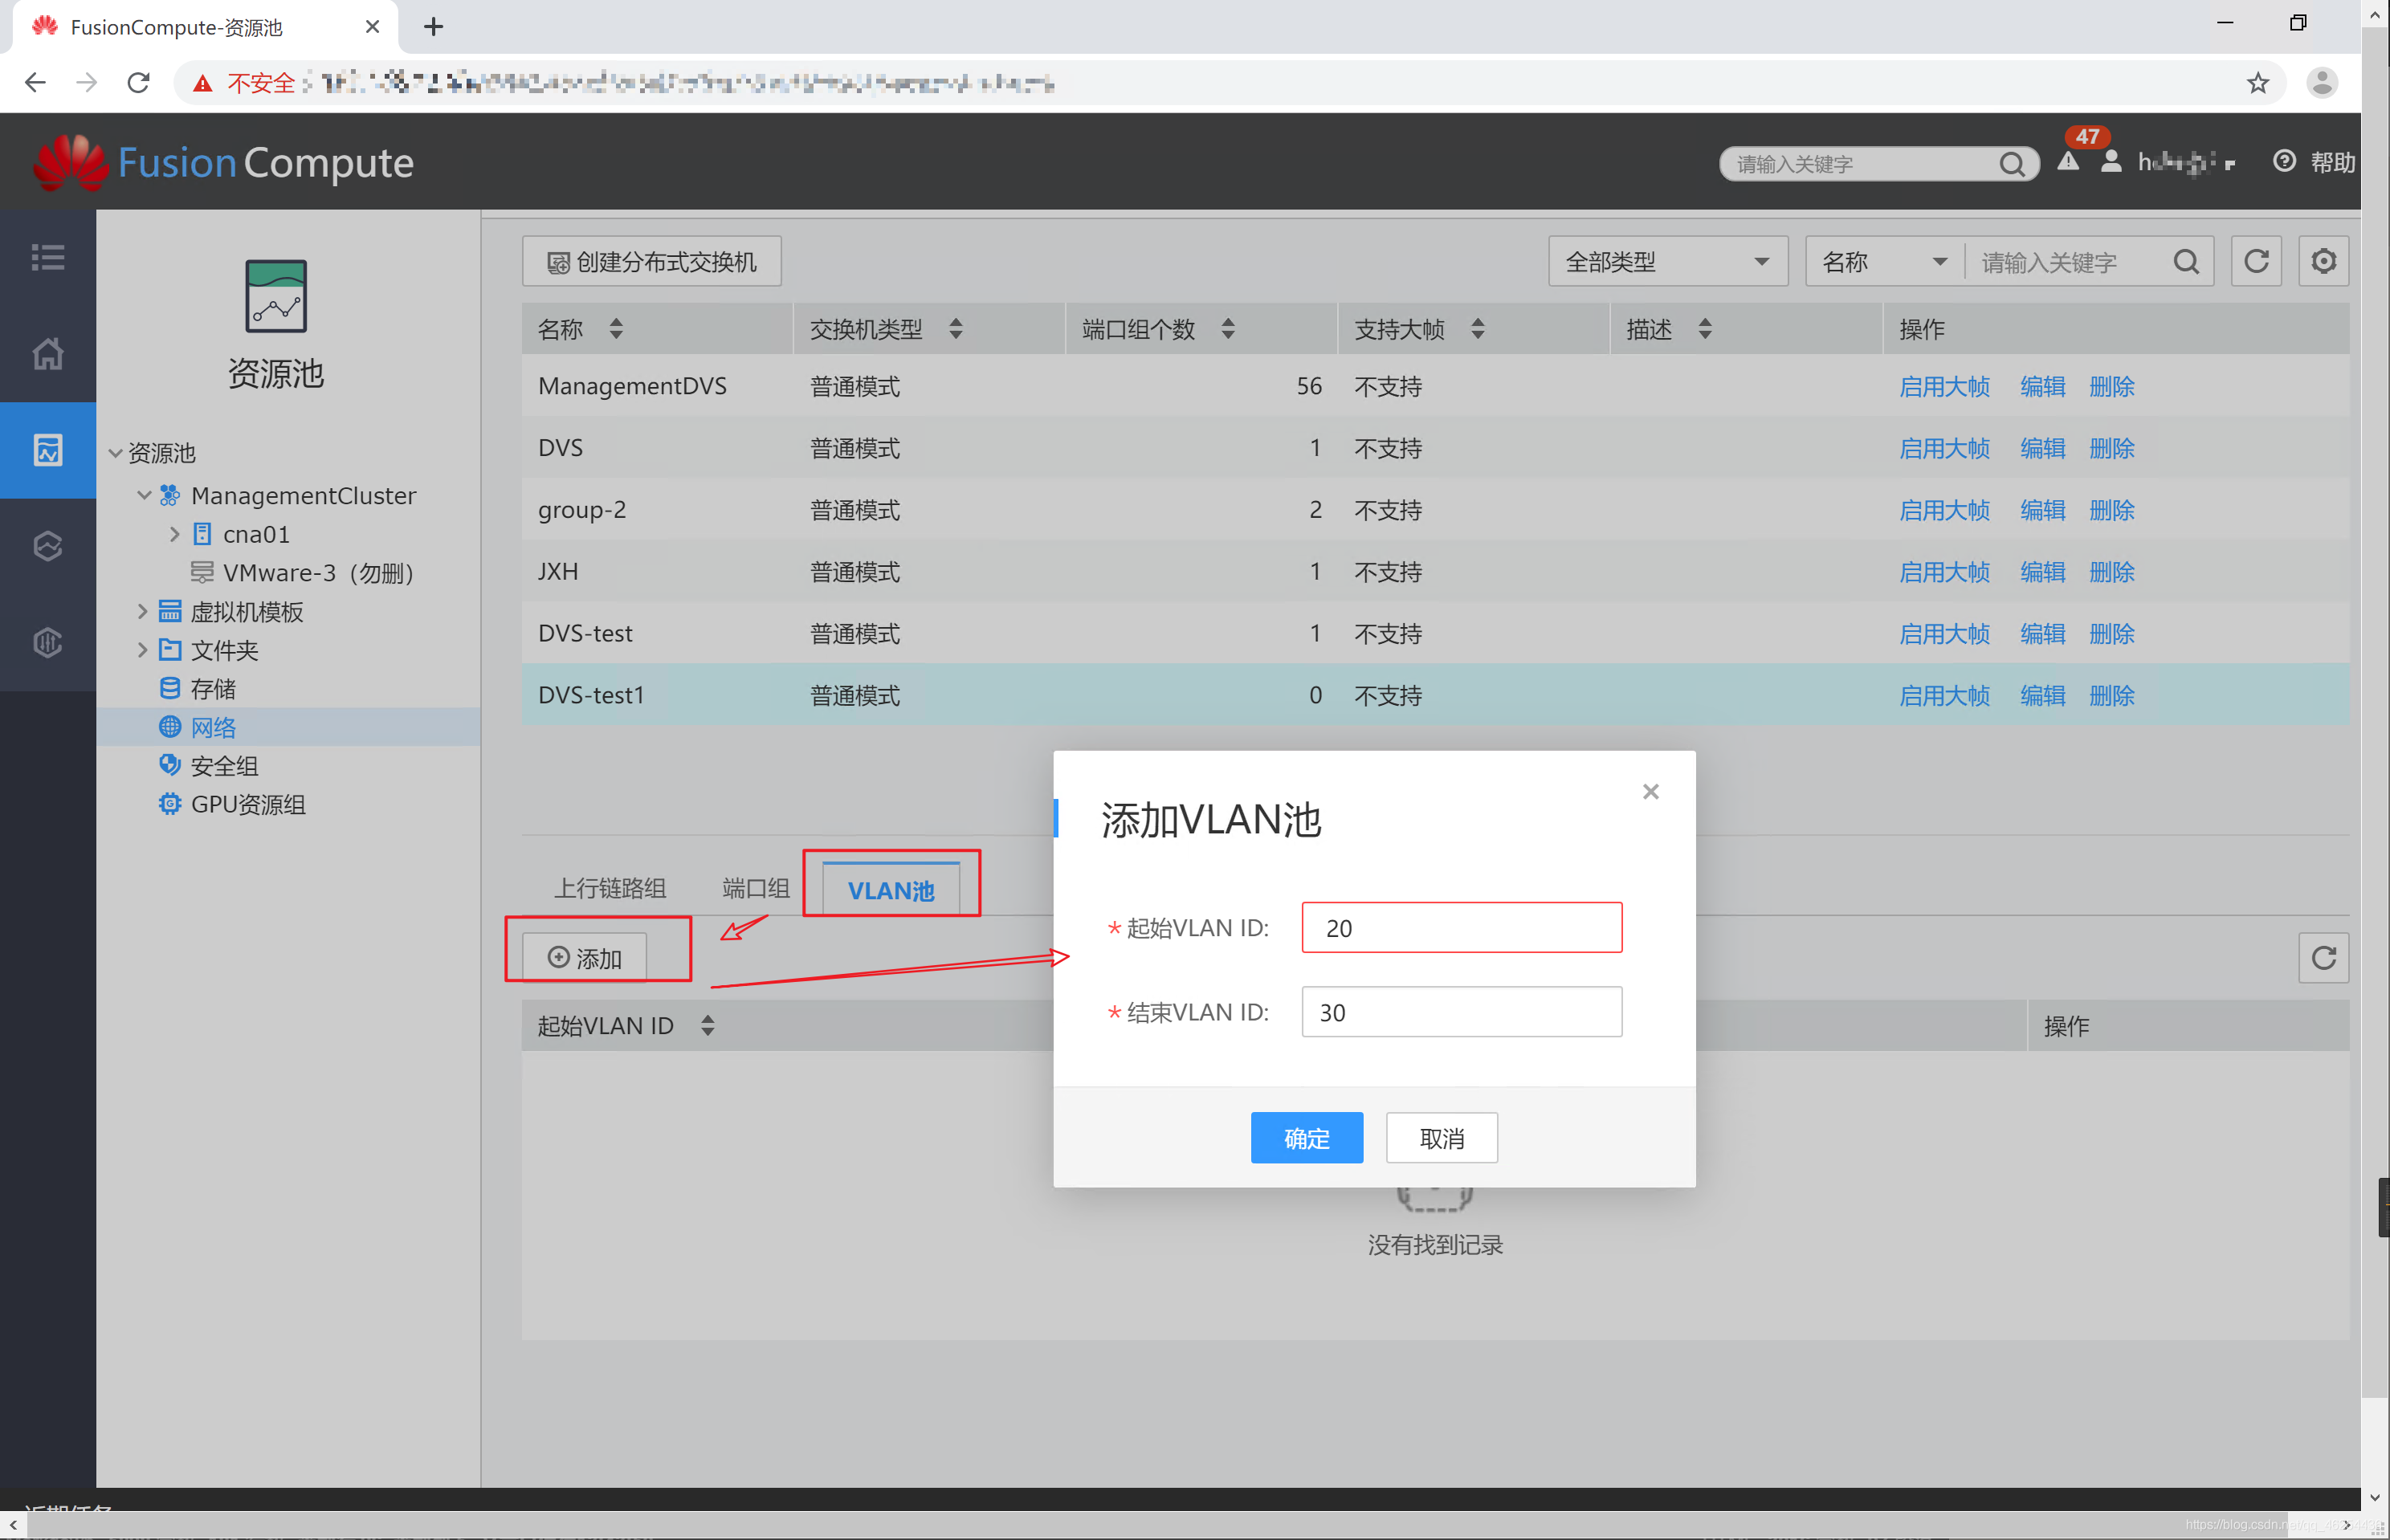 FusionCompute-资源池
不安全
FusionCompute
请输入关键字
47
帮助
资源池
资源池
ManagementCluster
cna01
VMware-3（勿删）
虚拟机模板
文件夹
存储
网络
安全组
GPU资源组
创建分布式交换机
全部类型
名称
请输入关键字
名称 交换机类型 端口组个数 支持大帧 描述 操作
ManagementDVS 普通模式 56 不支持 启用大帧 编辑 删除
DVS 普通模式 1 不支持 启用大帧 编辑 删除
group-2 普通模式 2 不支持 启用大帧 编辑 删除
JXH 普通模式 1 不支持 启用大帧 编辑 删除
DVS-test 普通模式 1 不支持 启用大帧 编辑 删除
DVS-test1 普通模式 0 不支持 启用大帧 编辑 删除
上行链路组 端口组 VLAN池
添加
起始VLAN ID 操作
没有找到记录
添加VLAN池
* 起始VLAN ID: 20
* 结束VLAN ID: 30
确定 取消